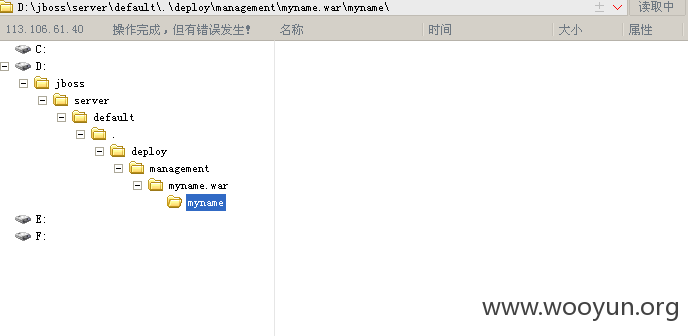 D:\jboss\server\default\.\deploy\management\myname.war\myname\ 读取中
113.106.61.40 操作完成，但有错误发生! 名称 时间 大小 属性
C:
D:
jboss
server
default
.
deploy
management
myname.war
myname
E:
F:
www.wooyun.org